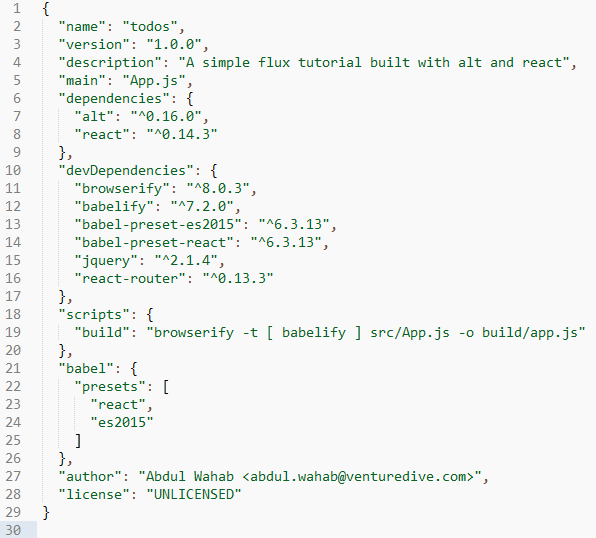 1 {
2   "name": "todos",
3   "version": "1.0.0",
4   "description": "A simple flux tutorial built with alt and react",
5   "main": "App.js",
6   "dependencies": {
7     "alt": "^0.16.0",
8     "react": "^0.14.3"
9   },
10   "devDependencies": {
11     "browserify": "^8.0.3",
12     "babelify": "^7.2.0",
13     "babel-preset-es2015": "^6.3.13",
14     "babel-preset-react": "^6.3.13",
15     "jquery": "^2.1.4",
16     "react-router": "^0.13.3"
17   },
18   "scripts": {
19     "build": "browserify -t [ babelify ] src/App.js -o build/app.js"
20   },
21   "babel": {
22     "presets": [
23       "react",
24       "es2015"
25     ]
26   },
27   "author": "Abdul Wahab <abdul.wahab@venturedive.com>",
28   "license": "UNLICENSED"
29 }
30